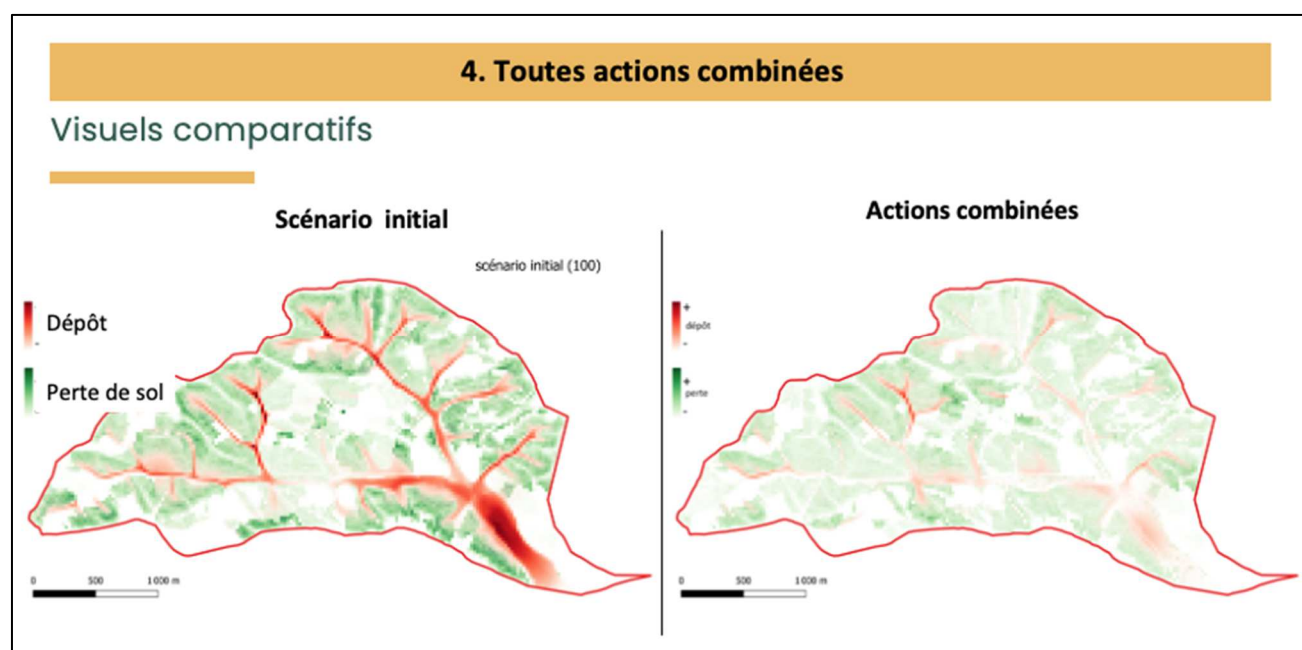 4. Toutes actions combinées
Visuels comparatifs
Scénario initial
scénario initial (100)
Dépôt
Perte de sol
0 500 1 000 m
Actions combinées
+
dépôt
-
+
perte
-
0 500 1 000 m